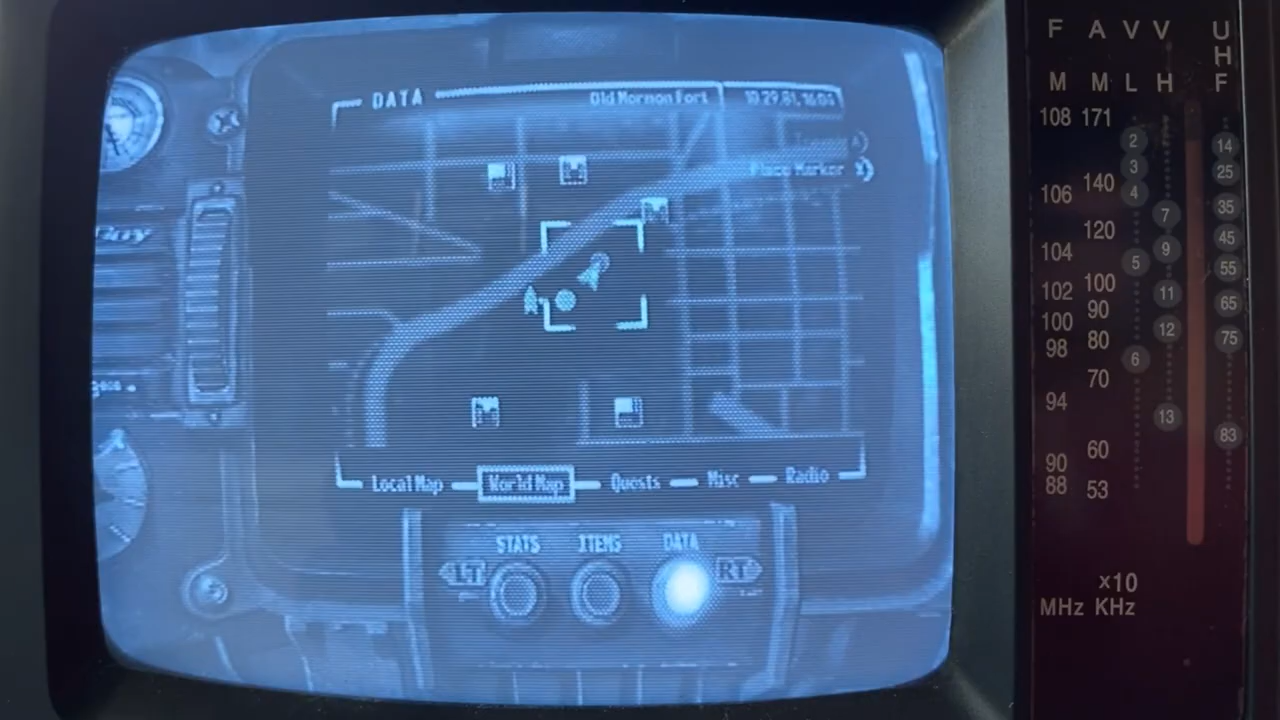 DATA
Old Mormon Fort
10.29.81, 16:04
Place Marker X)
Local Map
World Map
Quests
Misc
Radio
STATS
ITEMS
DATA
LT
RT
F A V V U
H
M M L H F
108 171
106 140
120
104
102 100
100 90
98 80
70
94
60
90
88 53
2
3
4
5
6
7
9
11
12
13
14
25
35
45
55
65
75
83
x10
MHz KHz